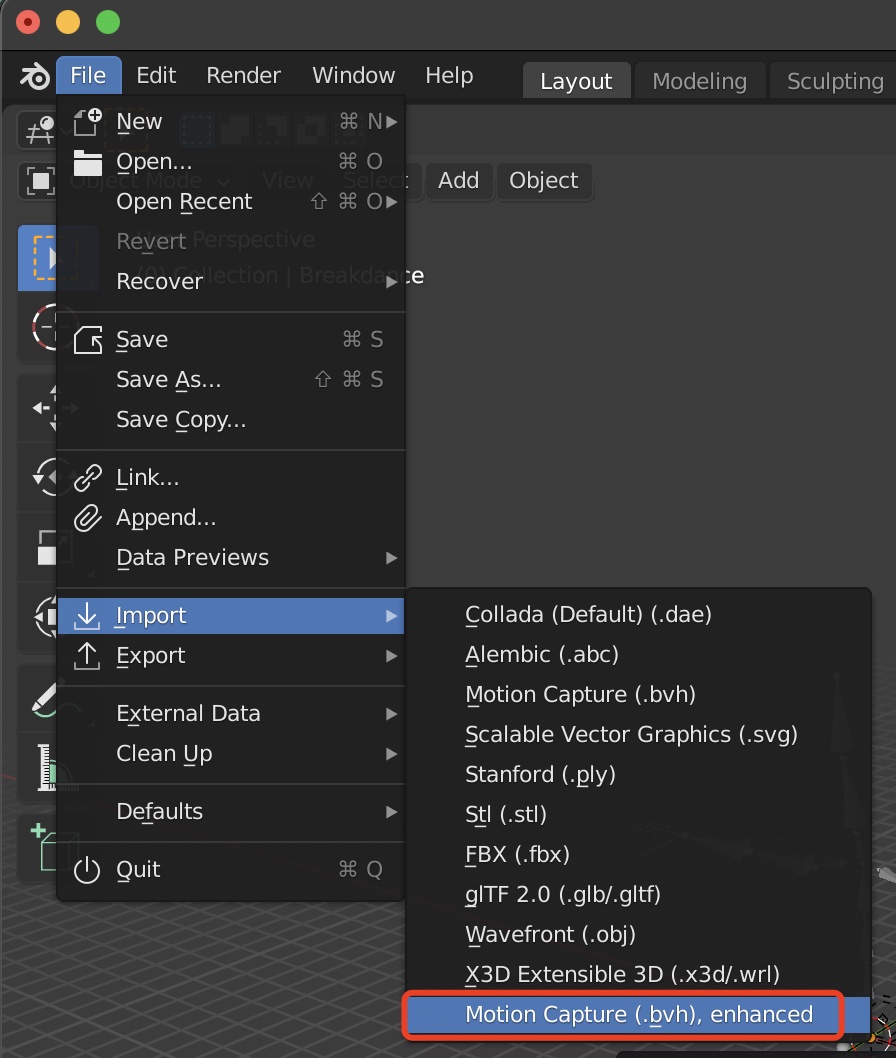 File Edit Render Window Help Layout Modeling Sculpting
New ⌘ N
Open... ⌘ O
Object Mode View Select Add Object
Open Recent ⇧ ⌘ O
Revert
Perspective
Recover
(0) Collection | Breakdance
Save ⌘ S
Save As... ⇧ ⌘ S
Save Copy...
Link...
Append...
Data Previews
Import
Export
External Data
Clean Up
Defaults
Quit ⌘ Q
Collada (Default) (.dae)
Alembic (.abc)
Motion Capture (.bvh)
Scalable Vector Graphics (.svg)
Stanford (.ply)
Stl (.stl)
FBX (.fbx)
glTF 2.0 (.glb/.gltf)
Wavefront (.obj)
X3D Extensible 3D (.x3d/.wrl)
Motion Capture (.bvh), enhanced